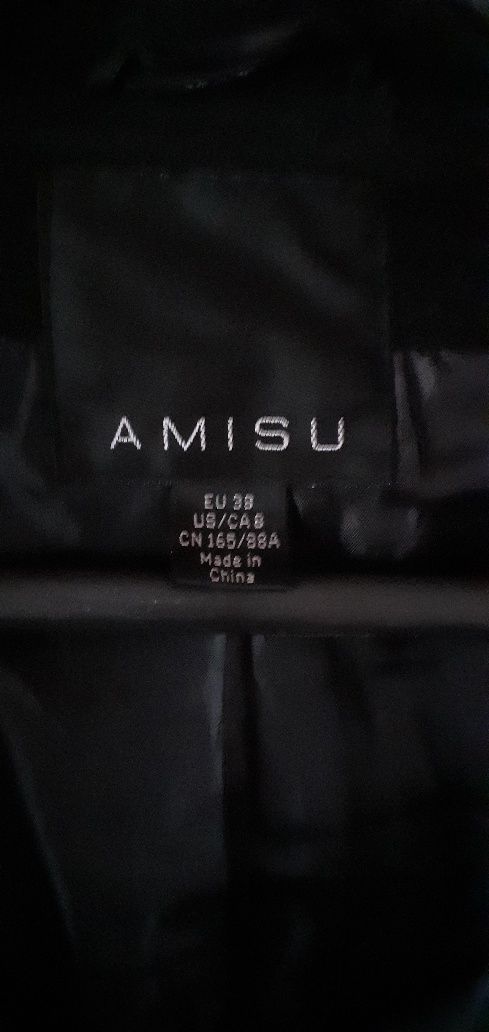 AMISU
EU 38
US/CA 8
CN 165/88A
Made in
China